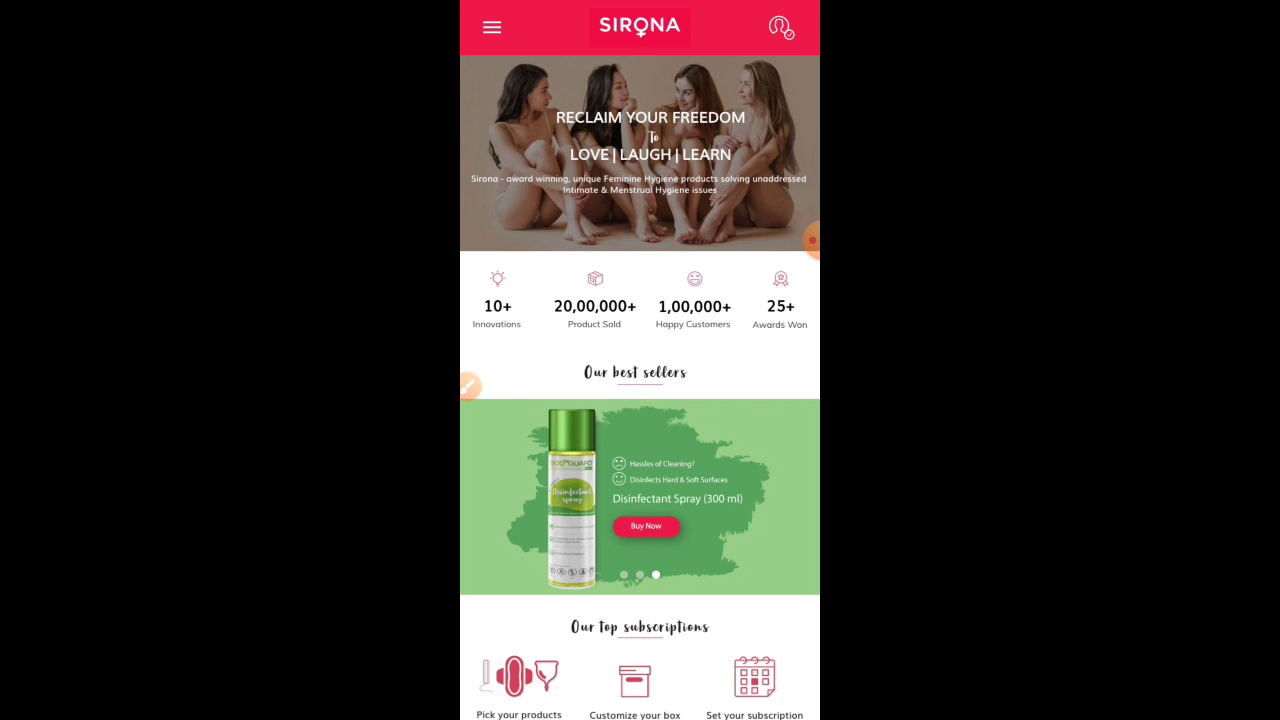 SIRONA
RECLAIM YOUR FREEDOM
To
LOVE | LAUGH | LEARN
Sirona - award winning, unique Feminine Hygiene products solving unaddressed
Intimate & Menstrual Hygiene issues
10+ 20,00,000+ 1,00,000+ 25+
Innovations Product Sold Happy Customers Awards Won
Our best sellers
Disinfectant
spray
Hassles of Cleaning?
Disinfects Hard & Soft Surfaces
Disinfectant Spray (300 ml)
Buy Now
Our top subscriptions
Pick your products Customize your box Set your subscription